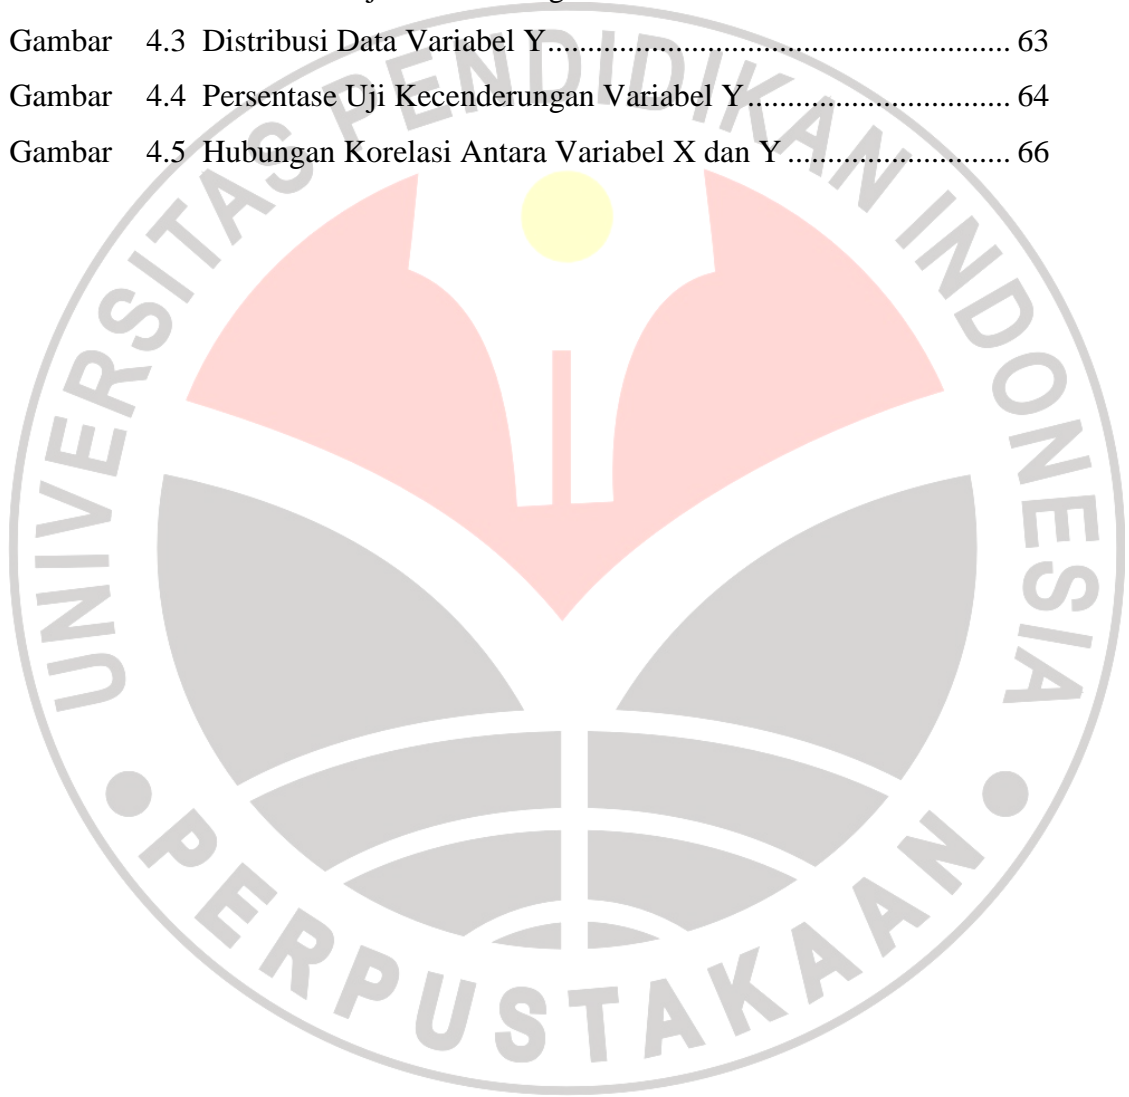 Gambar 4.3 Distribusi Data Variabel Y.......................................................... 63
Gambar 4.4 Persentase Uji Kecenderungan Variabel Y................................. 64
Gambar 4.5 Hubungan Korelasi Antara Variabel X dan Y............................ 66
UNIVERSITAS PENDIDIKAN INDONESIA
PERPUSTAKAAN